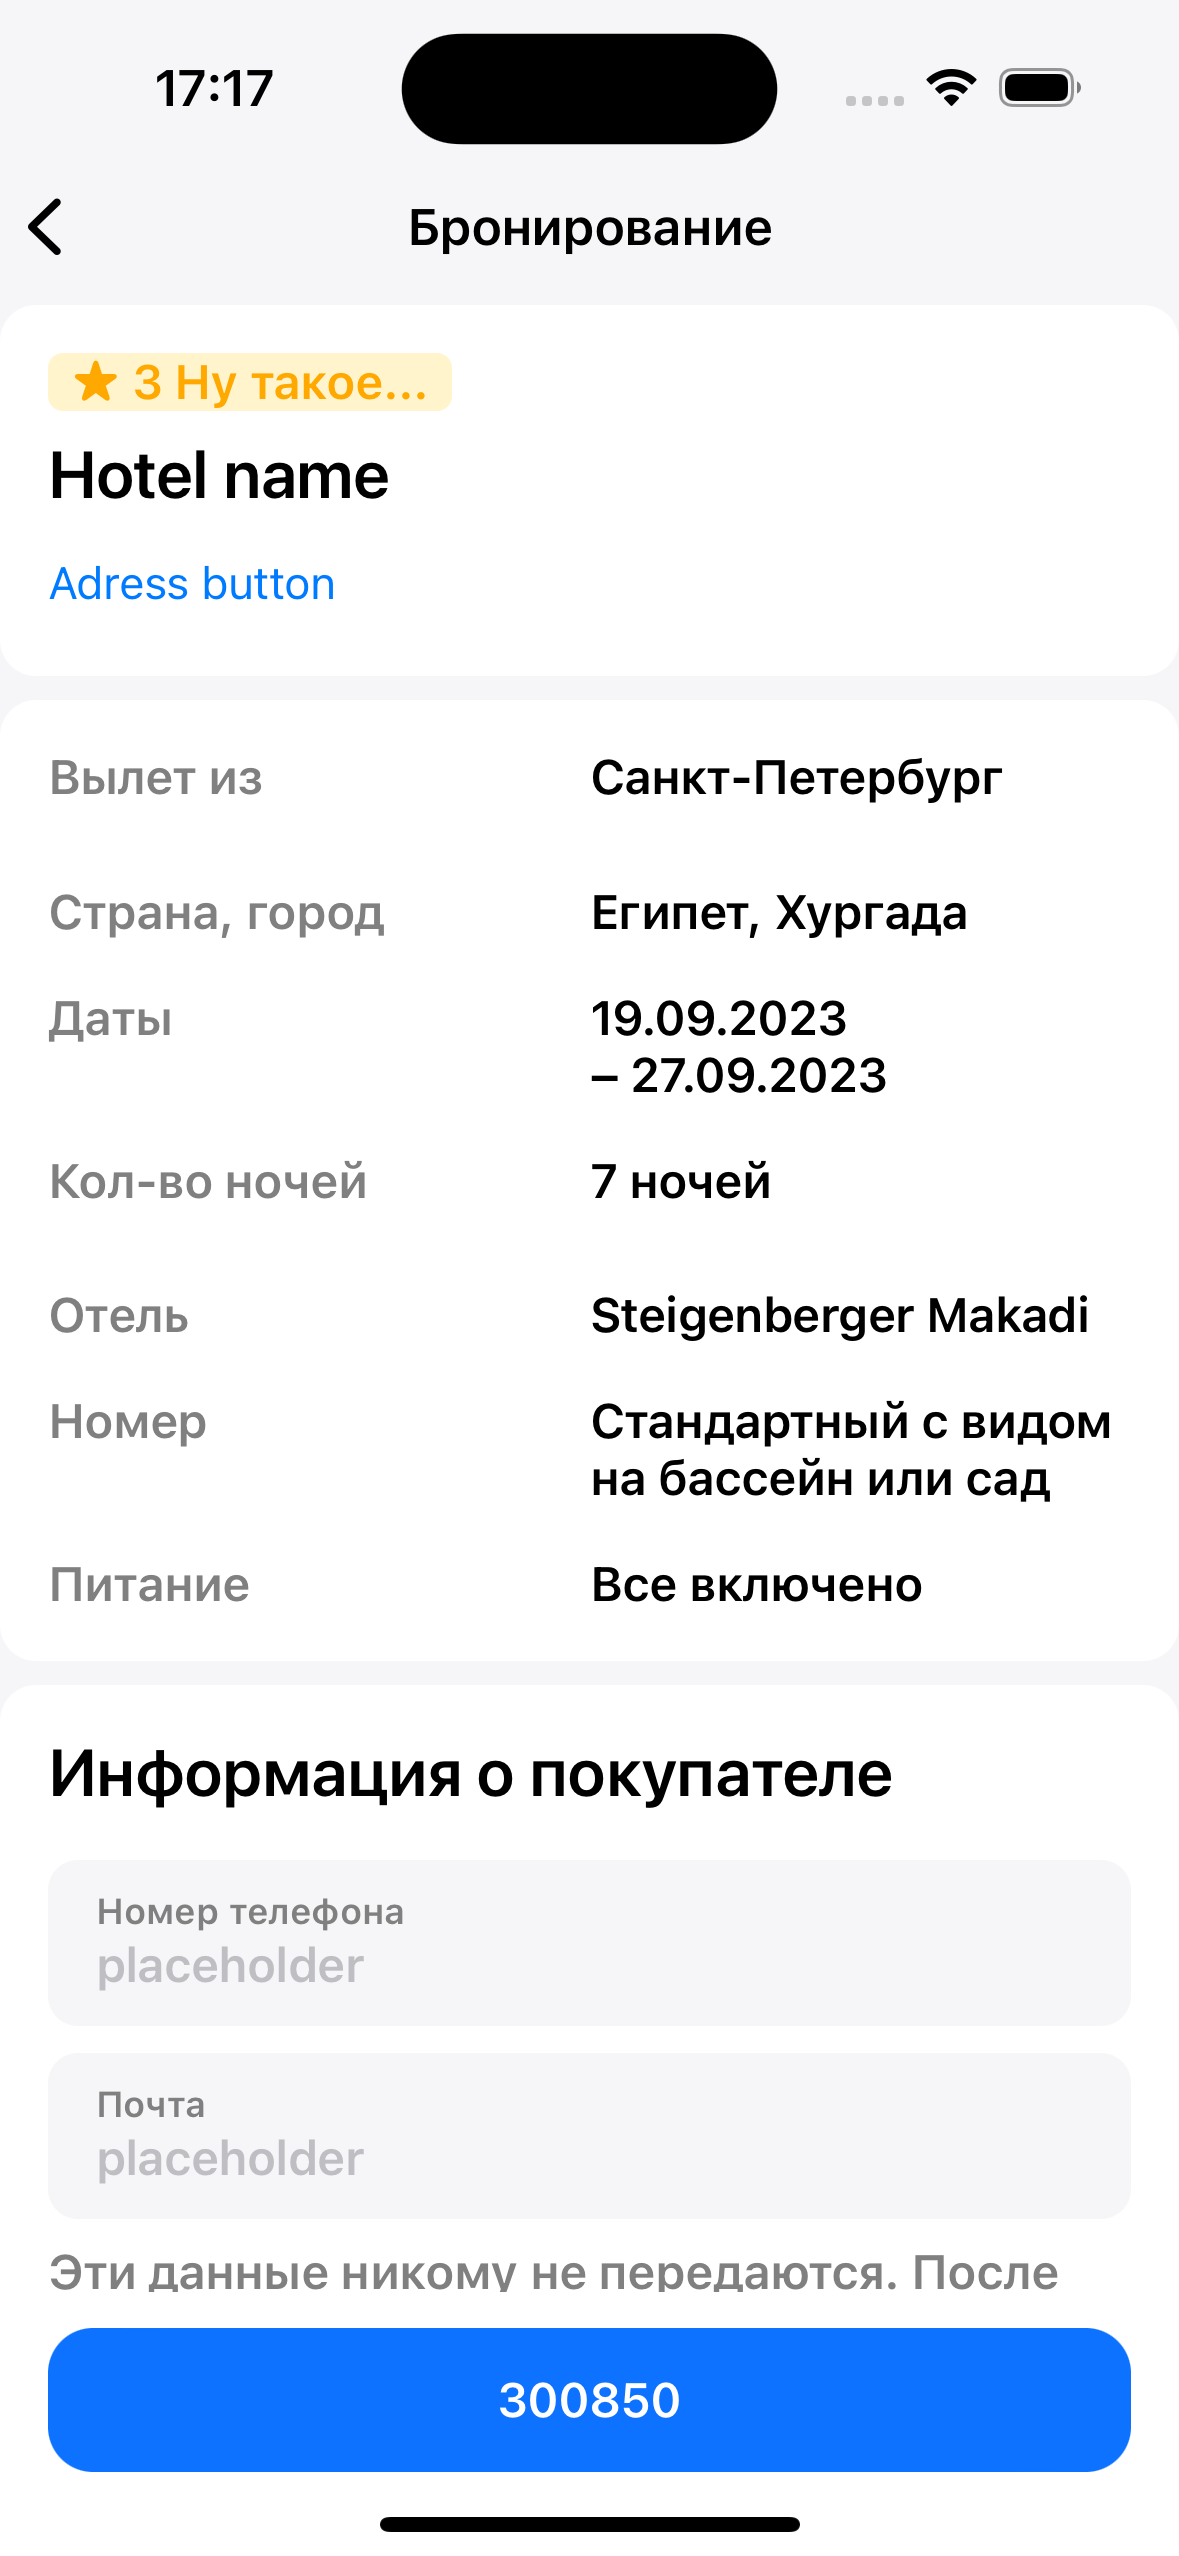 17:17
Бронирование
3 Ну такое...
Hotel name
Adress button
Вылет из
Санкт-Петербург
Страна, город
Египет, Хургада
Даты
19.09.2023
– 27.09.2023
Кол-во ночей
7 ночей
Отель
Steigenberger Makadi
Номер
Стандартный с видом
на бассейн или сад
Питание
Все включено
Информация о покупателе
Номер телефона
placeholder
Почта
placeholder
Эти данные никому не передаются. После
300850